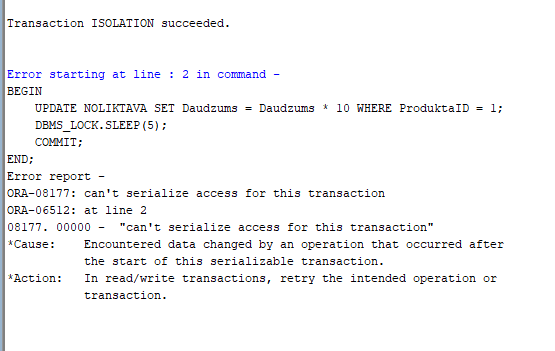 Transaction ISOLATION succeeded.
Error starting at line : 2 in command -
BEGIN
    UPDATE NOLIKTAVA SET Daudzums = Daudzums * 10 WHERE ProduktaID = 1;
    DBMS_LOCK.SLEEP(5);
    COMMIT;
END;
Error report -
ORA-08177: can't serialize access for this transaction
ORA-06512: at line 2
08177. 00000 -  "can't serialize access for this transaction"
*Cause:    Encountered data changed by an operation that occurred after
           the start of this serializable transaction.
*Action:   In read/write transactions, retry the intended operation or
           transaction.